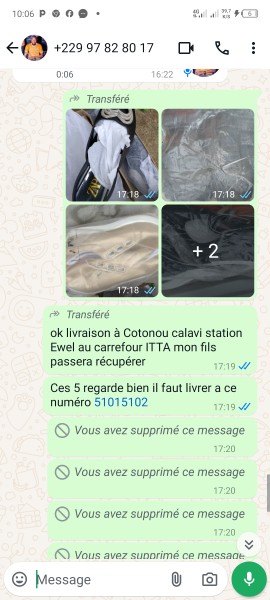 10:06
+229 97 82 80 17
0:06
16:22
Transféré
17:18
17:18
17:18
+ 2
Transféré
ok livraison à Cotonou calavi station
Ewel au carrefour ITTA mon fils
passera récupérer
17:19
Ces 5 regarde bien il faut livrer a ce
numéro 51015102
17:19
Vous avez supprimé ce message
17:20
Vous avez supprimé ce message
17:20
Vous avez supprimé ce message
17:20
Vous avez supprimé ce message
Message